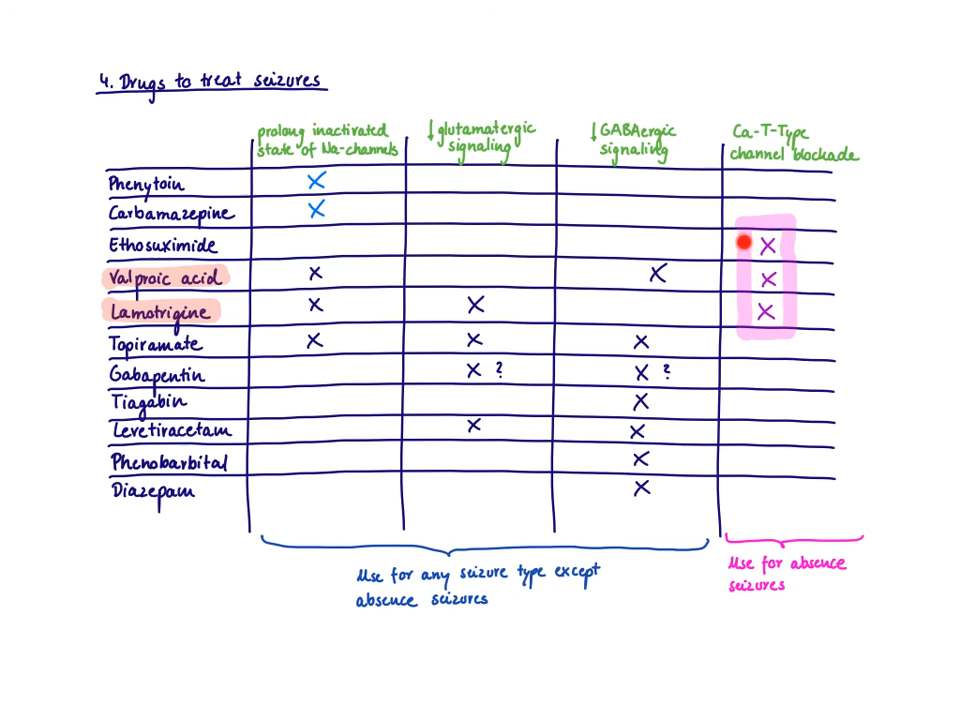 4. Drugs to treat seizures
prolong inactivated
state of Na-channels
↓glutamatergic
signaling
↓GABAergic
signaling
Ca-T-Type
channel blockade
Phenytoin X
Carbamazepine X
Ethosuximide X
Valproic acid X X X
Lamotrigine X X X
Topiramate X X X
Gabapentin X ? X ?
Tiagabin X
Levetiracetam X X
Phenobarbital X
Diazepam X
Use for any seizure type except
absence seizures
Use for absence
seizures